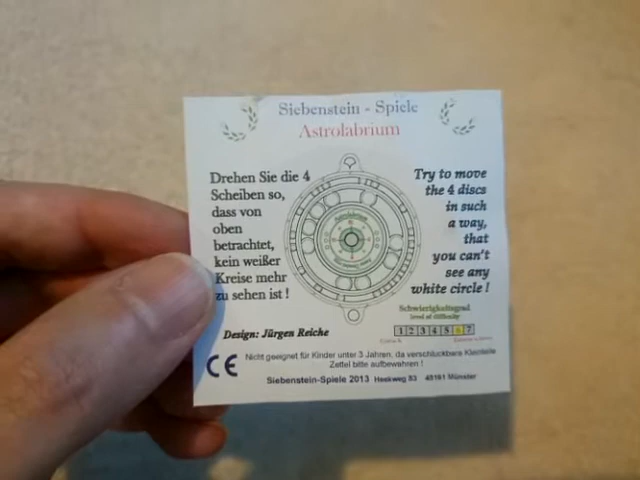 Siebenstein - Spiele
Astrolabrium
Drehen Sie die 4
Scheiben so,
dass von
oben
betrachtet,
kein weißer
Kreise mehr
zu sehen ist !
Try to move
the 4 discs
in such
a way,
that
you can't
see any
white circle !
Astrolabrium
Schwierigkeitsgrad
level of difficulty
1 2 3 4 5 6 7
Design: Jürgen Reiche
CE
Nicht geeignet für Kinder unter 3 Jahren, da verschluckbare Kleinteile
Zettel bitte aufbewahren !
Siebenstein-Spiele 2013 Heekweg 83 48161 Münster